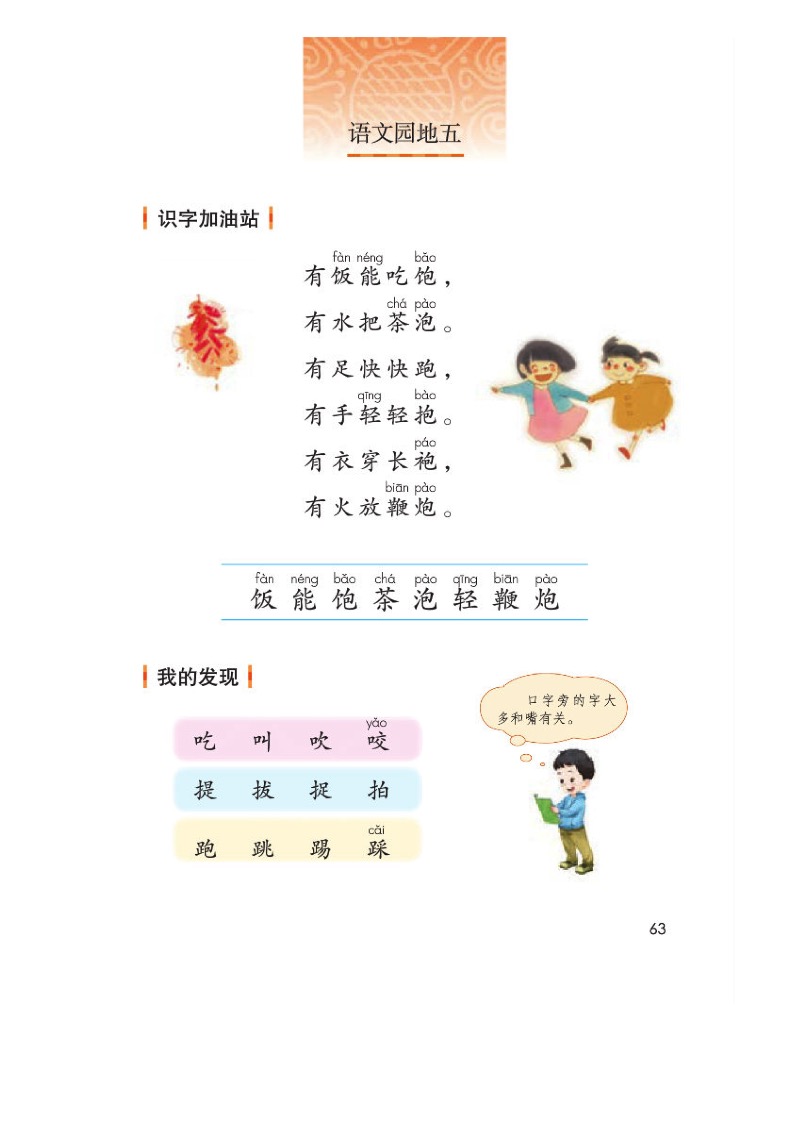 语文园地五
识字加油站
fàn néng bǎo
有饭能吃饱，
chá pào
有水把茶泡。
有足快快跑，
qīng bào
有手轻轻抱。
páo
有衣穿长袍，
biān pào
有火放鞭炮。
fàn néng bǎo chá pào qīng biān pào
饭 能 饱 茶 泡 轻 鞭 炮
我的发现
yǎo
吃 叫 吹 咬
提 拔 捉 拍
cǎi
跑 跳 踢 踩
口字旁的字大
多和嘴有关。
63